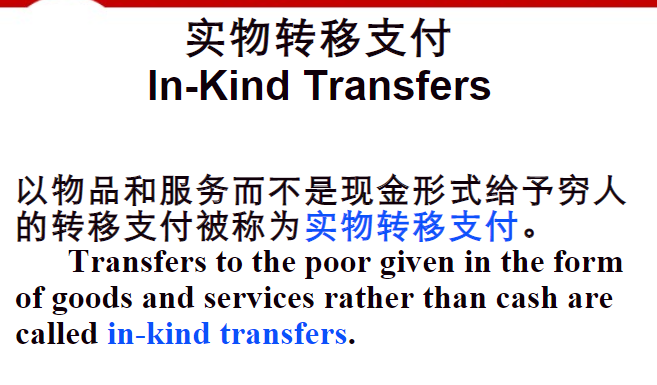 实物转移支付
In-Kind Transfers
以物品和服务而不是现金形式给予穷人
的转移支付被称为实物转移支付。
Transfers to the poor given in the form
of goods and services rather than cash are
called in-kind transfers.